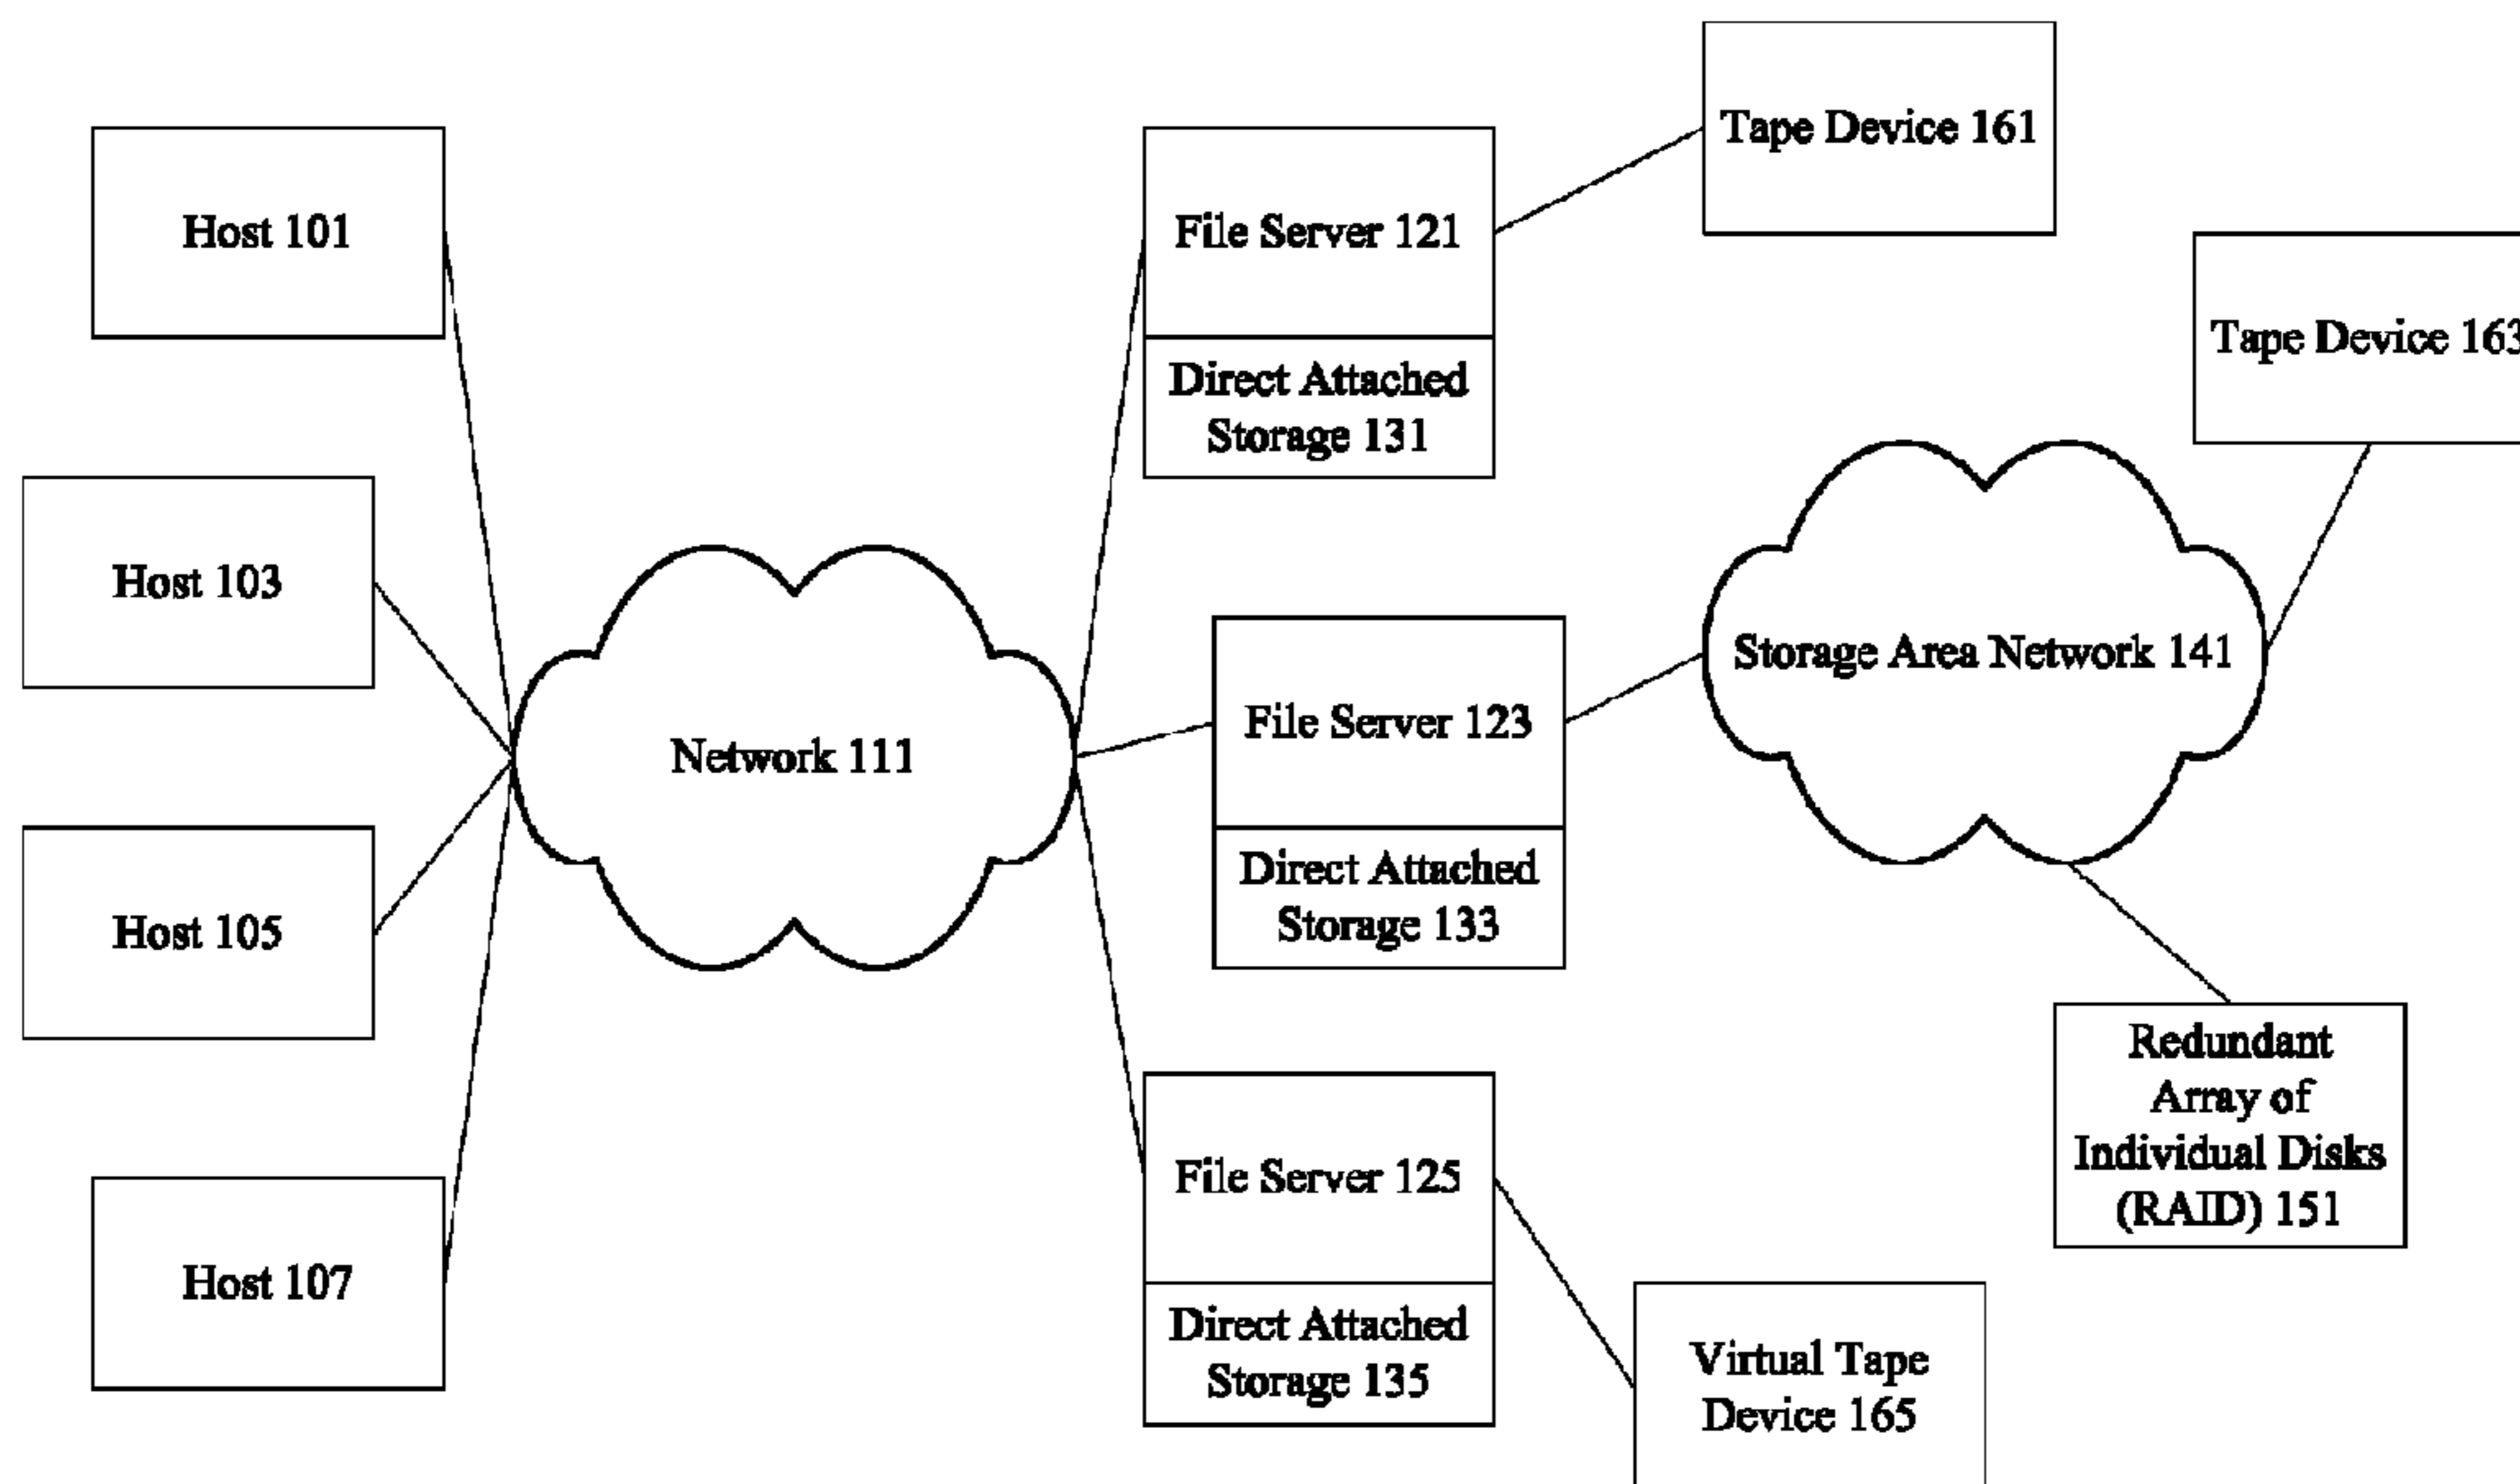 Tape Device 161
Host 101
File Server 121
Tape Device 163
Direct Attached
Storage 131
Host 103
Storage Area Network 141
File Server 123
Network 111
Direct Attached
Storage 133
Host 105
Redundant
Array of
Individual Disks
(RAID) 151
File Server 125
Host 107
Direct Attached
Storage 135
Virtual Tape
Device 165